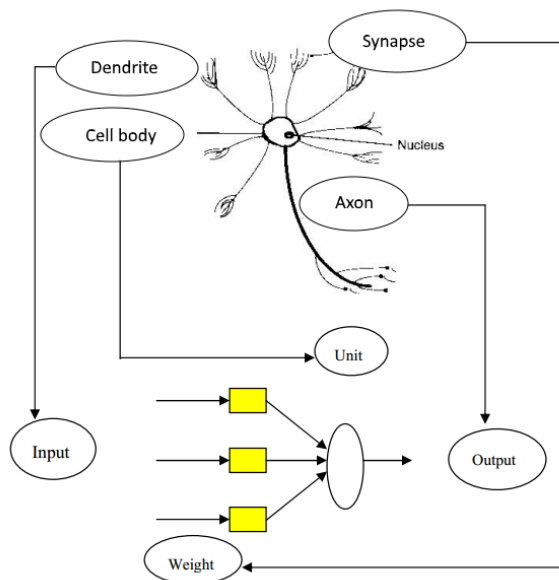 Synapse
Dendrite
Cell body
Nucleus
Axon
Unit
Input
Output
Weight